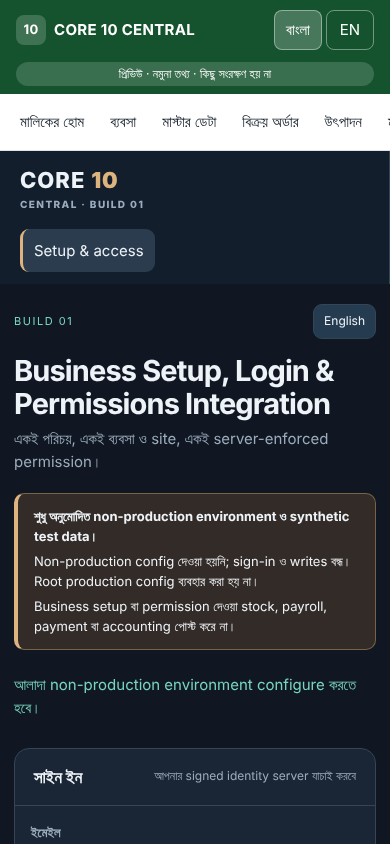 10 CORE 10 CENTRAL বাংলা EN
প্রিভিউ · নমুনা তথ্য · কিছু সংরক্ষণ হয় না
মালিকের হোম ব্যবসা মাস্টার ডেটা বিক্রয় অর্ডার উৎপাদন
CORE 10
CENTRAL · BUILD 01
Setup & access
BUILD 01 English
Business Setup, Login &
Permissions Integration
একই পরিচয়, একই ব্যবসা ও site, একই server-enforced
permission।
শুধু অনুমোদিত non-production environment ও synthetic
test data।
Non-production config দেওয়া হয়নি; sign-in ও writes বন্ধ।
Root production config ব্যবহার করা হয় না।
Business setup বা permission দেওয়া stock, payroll,
payment বা accounting পোস্ট করে না।
আলাদা non-production environment configure করতে
হবে।
সাইন ইন আপনার signed identity server যাচাই করবে
ইমেইল